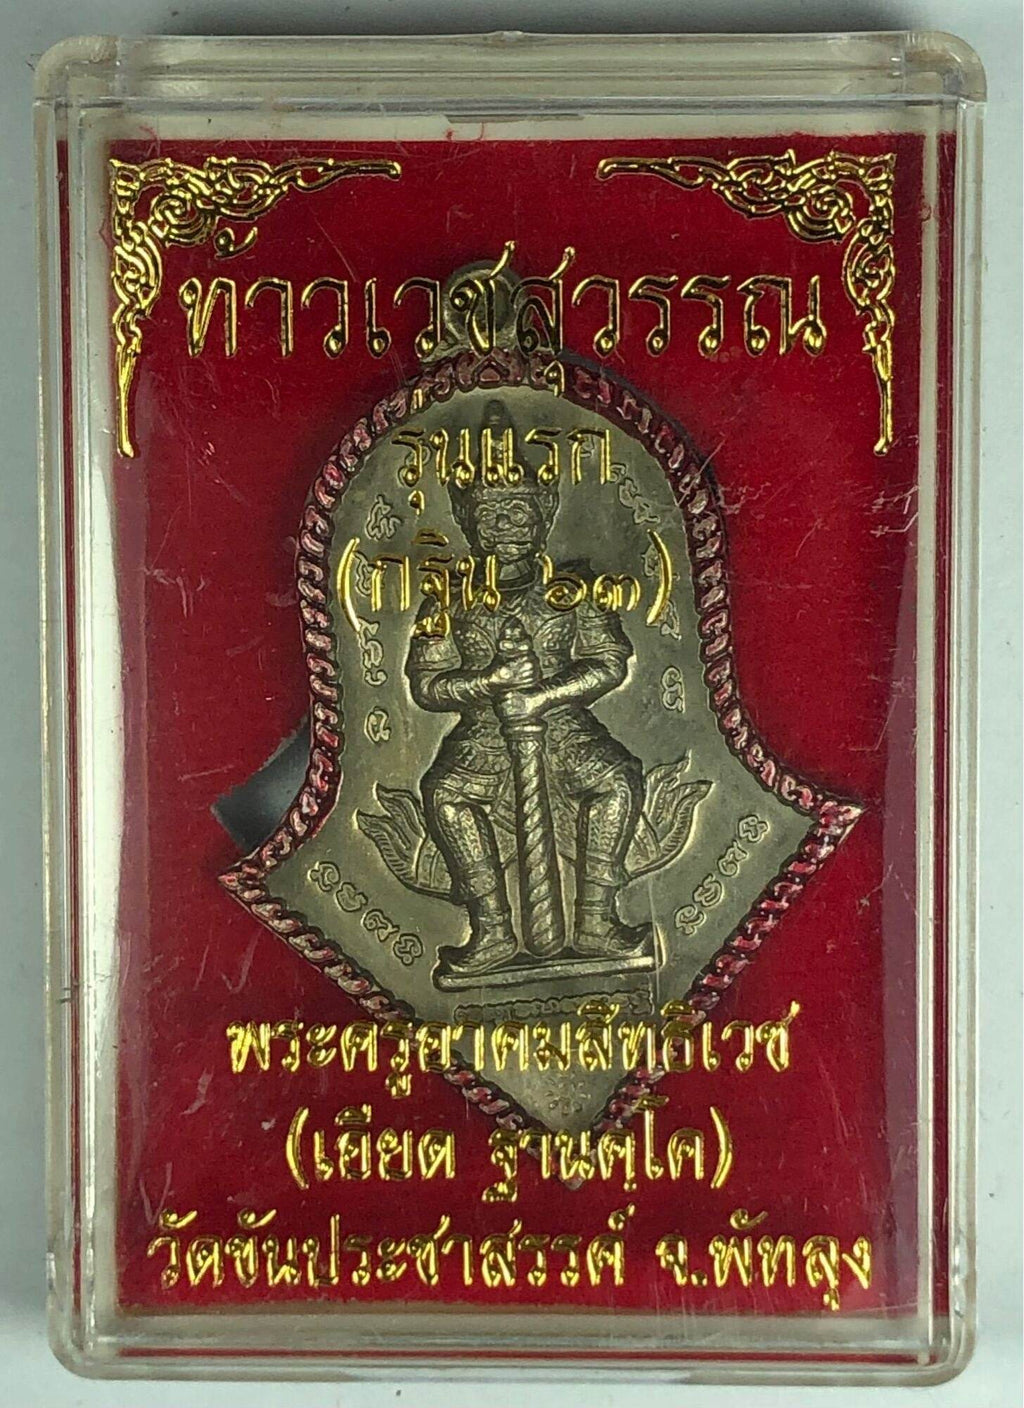 ท้าวเวชสุวรรณ
รุ่นแรก
(กฐิน ๖๓)
พระครูอาคมสิทธิเวช
(เอียด ฐานคฺโค)
วัดขันประชาสรรค์ จ.พัทลุง